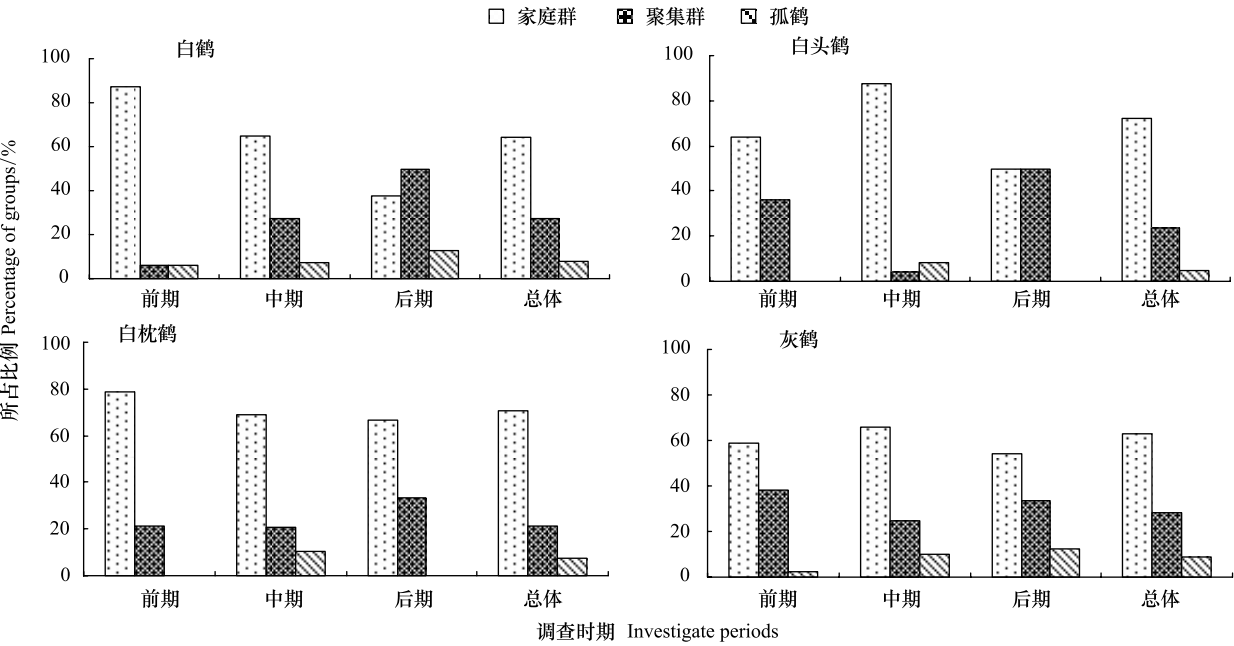 家庭群 聚集群 孤鹤
白鹤
100
80
60
40
20
0
前期 中期 后期 总体
白头鹤
100
80
60
40
20
0
前期 中期 后期 总体
白枕鹤
100
80
60
40
20
0
前期 中期 后期 总体
灰鹤
100
80
60
40
20
0
前期 中期 后期 总体
所占比例 Percentage of groups/%
调查时期 Investigate periods